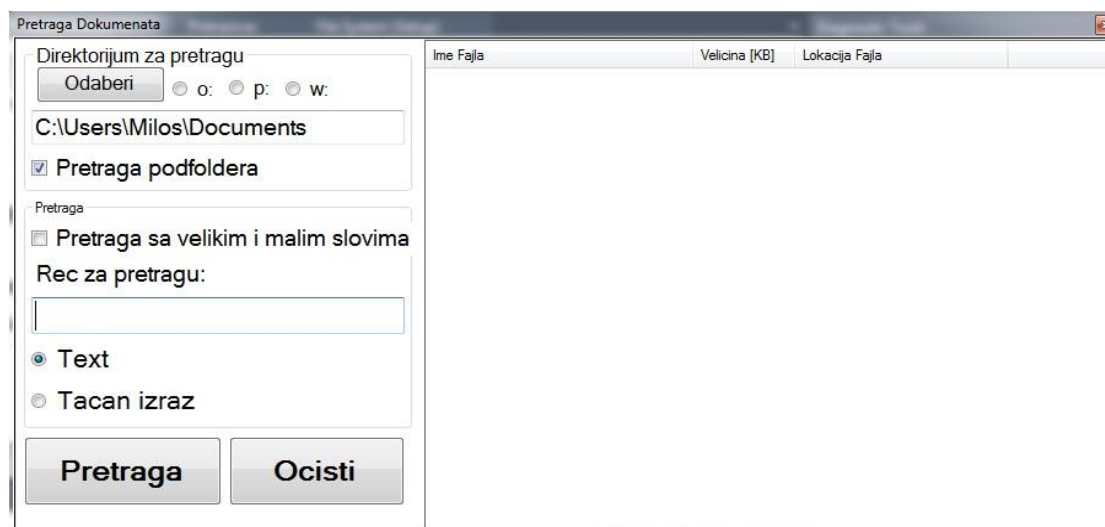 Pretraga Dokumenata
Direktorijum za pretragu
Odaberi o: p: w:
C:\Users\Milos\Documents
Pretraga podfoldera
Pretraga
Pretraga sa velikim i malim slovima
Rec za pretragu:
Text
Tacan izraz
Pretraga Ocisti
Ime Fajla Velicina [KB] Lokacija Fajla